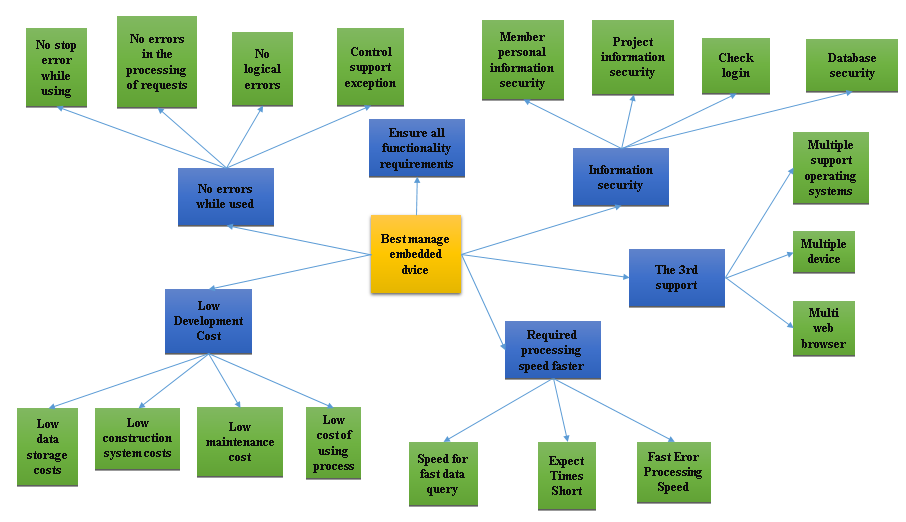 No stop
error
while
using
No errors
in the
processing
of requests
No
logical
errors
Control
support
exception
Member
personal
information
security
Project
information
security
Check
login
Database
security
Ensure all
functionality
requirements
No errors
while used
Information
security
Multiple
support
operating
systems
Best manage
embedded
dvice
Multiple
device
The 3rd
support
Low
Development
Cost
Multi
web
browser
Required
processing
speed faster
Low
data
storage
costs
Low
construction
system costs
Low
maintenance
cost
Low
cost of
using
process
Speed for
fast data
query
Expect
Times
Short
Fast Eror
Processing
Speed